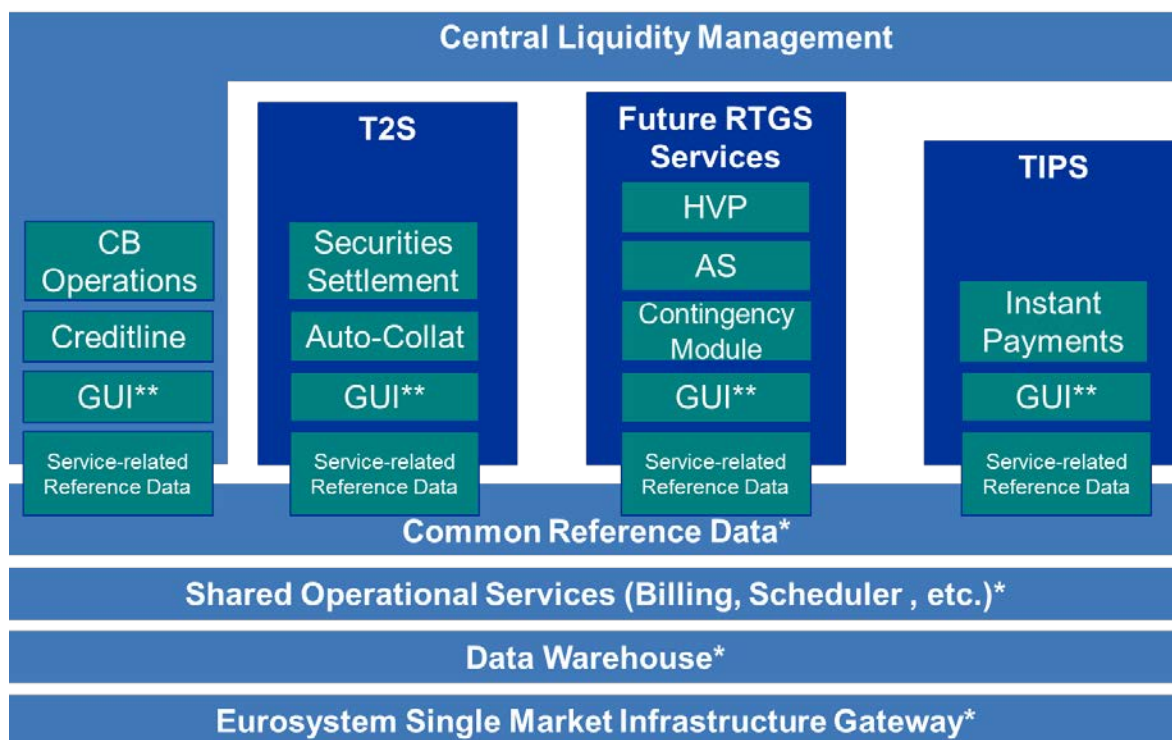 Central Liquidity Management
CB
Operations
Creditline
GUI**
Service-related
Reference Data
T2S
Securities
Settlement
Auto-Collat
GUI**
Service-related
Reference Data
Future RTGS
Services
HVP
AS
Contingency
Module
GUI**
Service-related
Reference Data
TIPS
Instant
Payments
GUI**
Service-related
Reference Data
Common Reference Data*
Shared Operational Services (Billing, Scheduler , etc.)*
Data Warehouse*
Eurosystem Single Market Infrastructure Gateway*